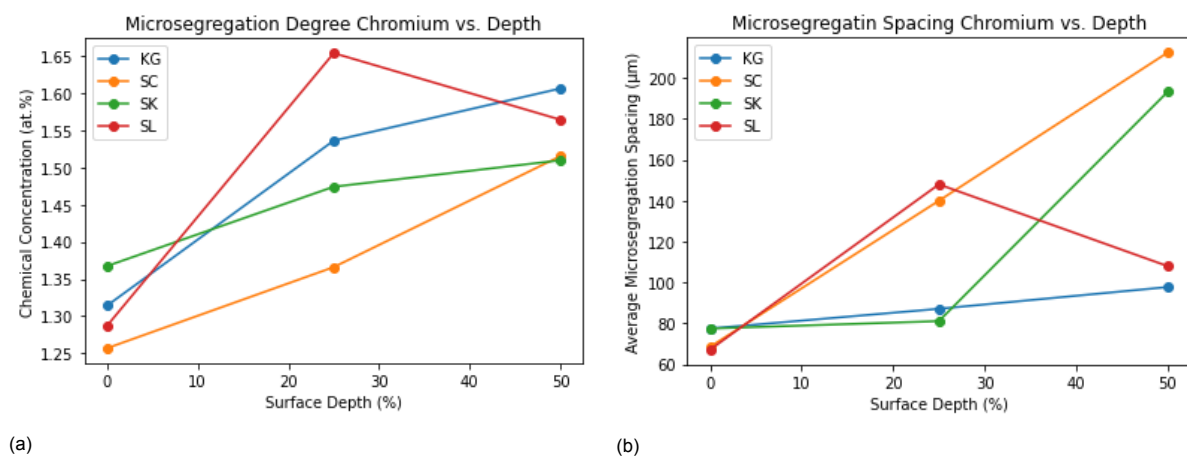 Microsegregation Degree Chromium vs. Depth
Chemical Concentration (at.%)
1.65
1.60
1.55
1.50
1.45
1.40
1.35
1.30
1.25
KG
SC
SK
SL
0 10 20 30 40 50
Surface Depth (%)
(a)
Microsegregatin Spacing Chromium vs. Depth
Average Microsegregation Spacing (μm)
200
180
160
140
120
100
80
60
KG
SC
SK
SL
0 10 20 30 40 50
Surface Depth (%)
(b)